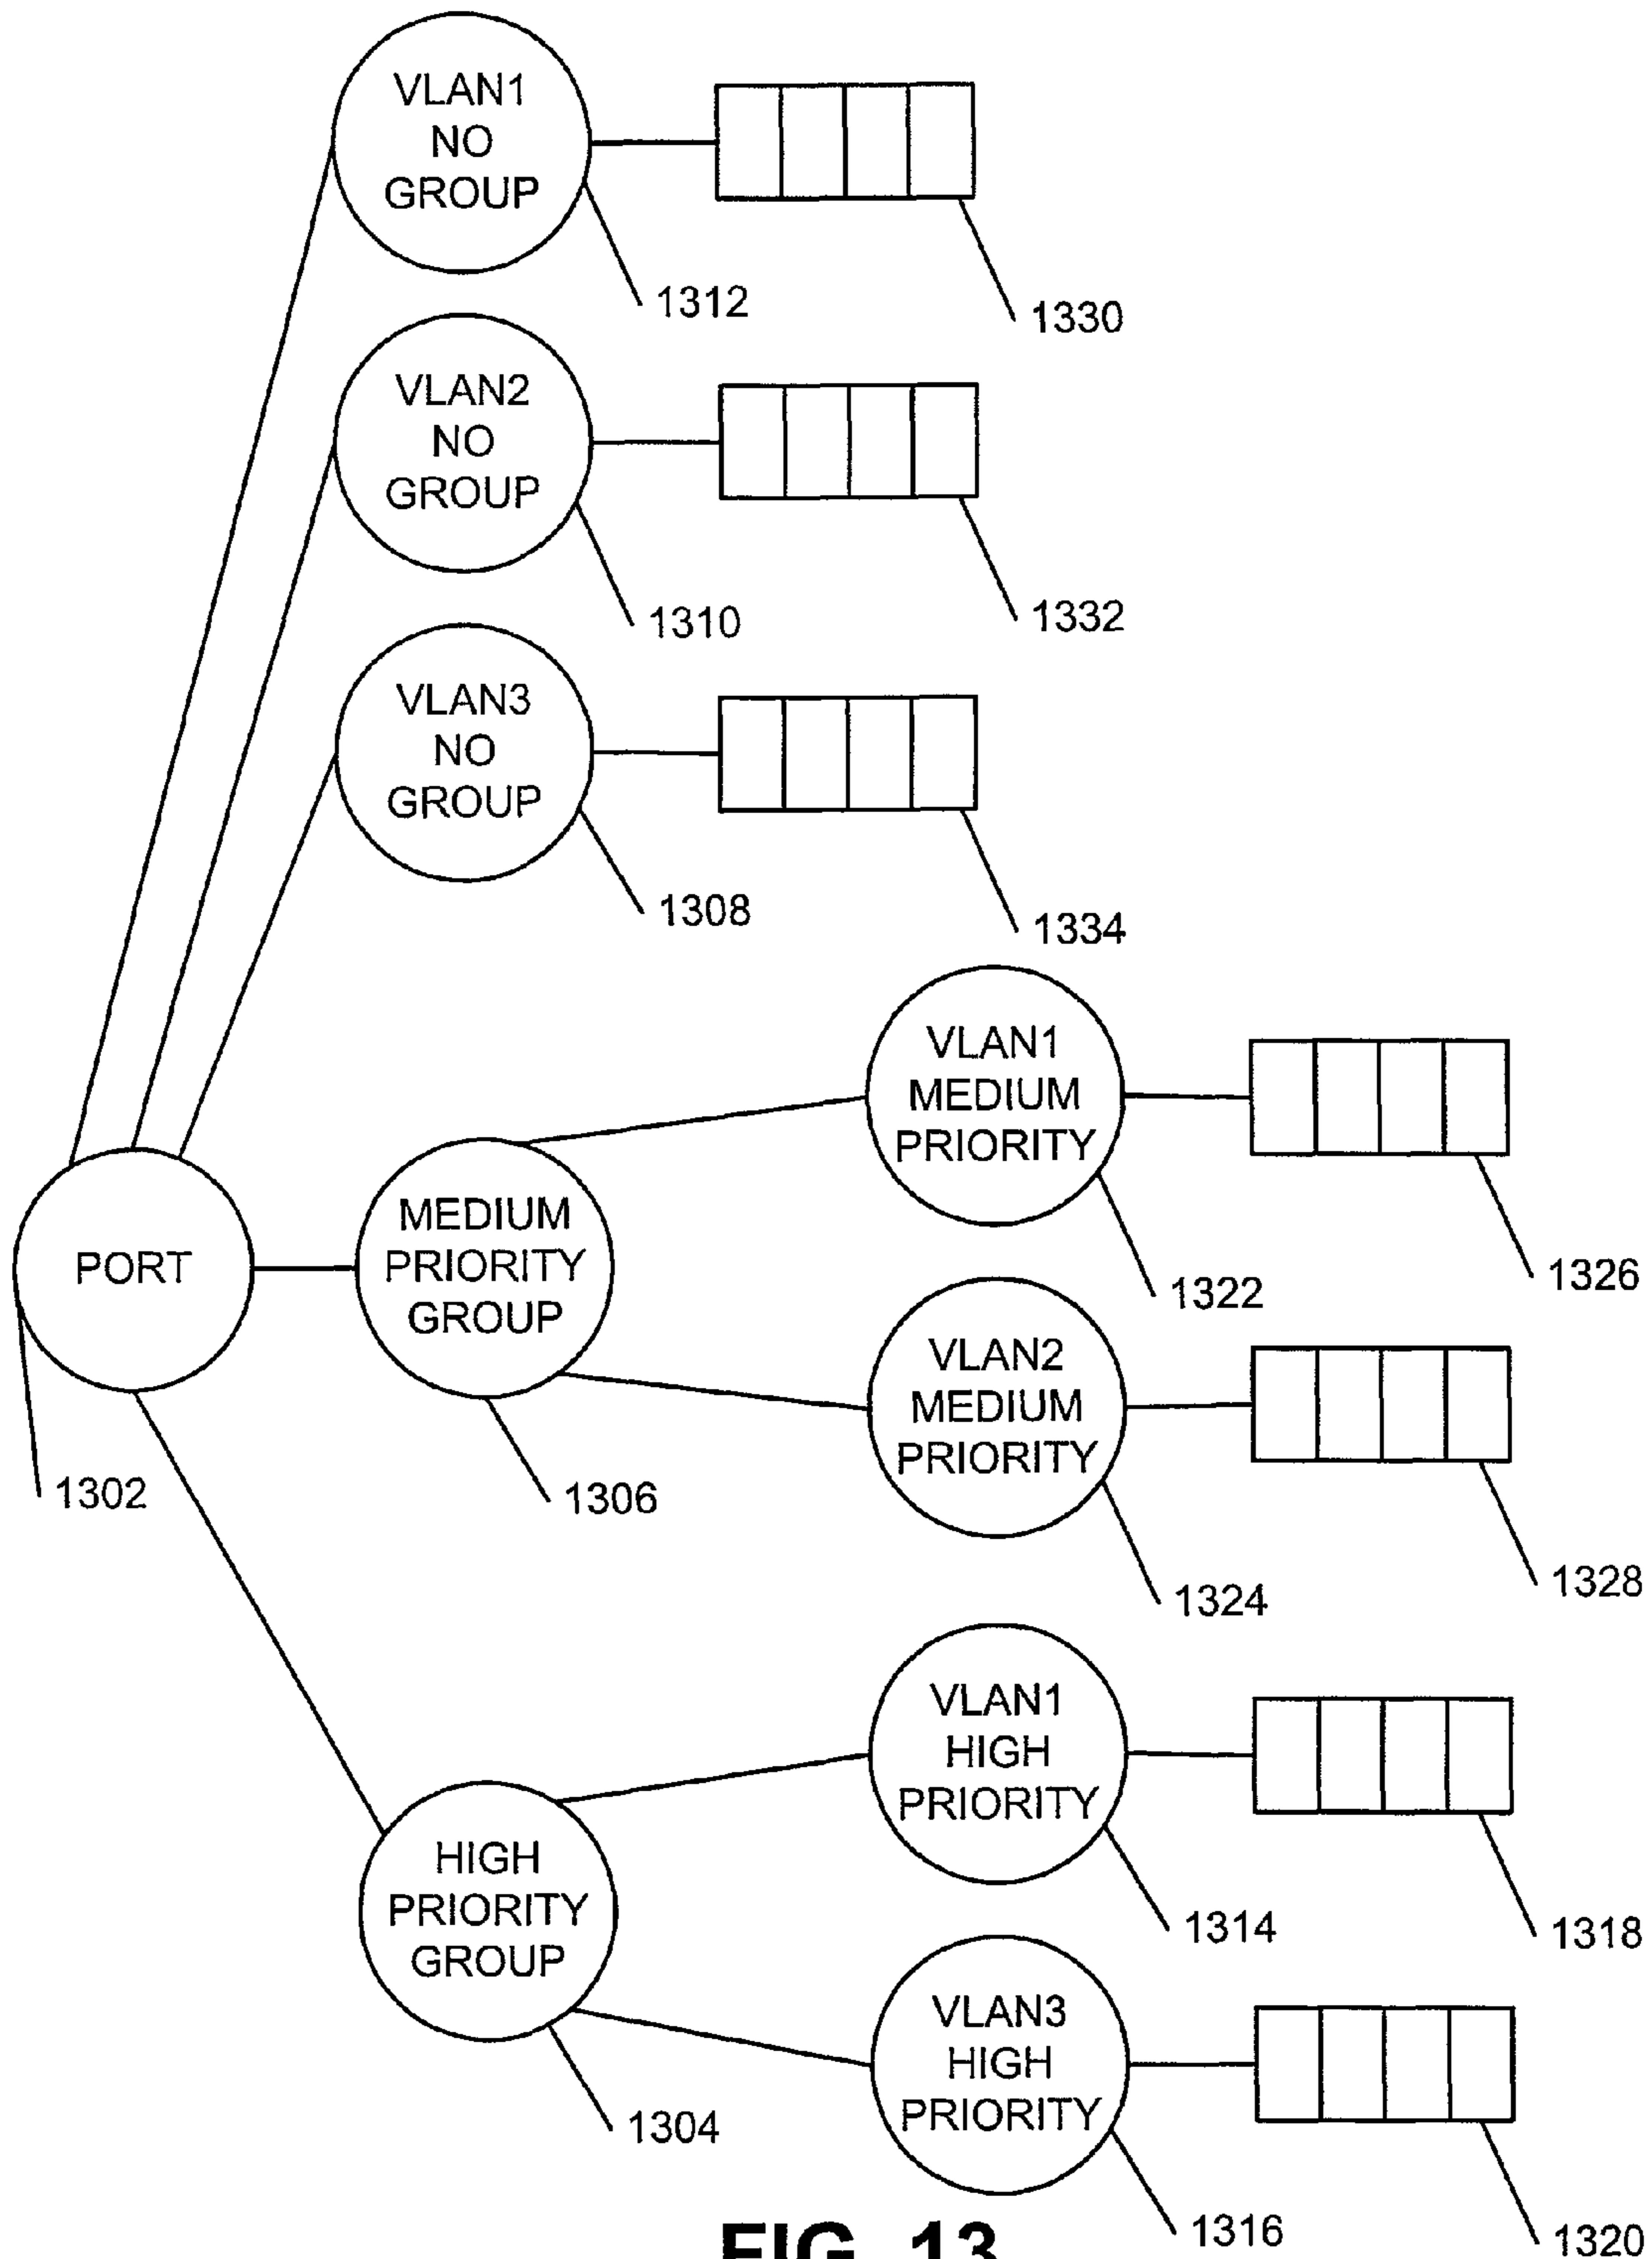 VLAN1
NO
GROUP
1312
1330
VLAN2
NO
GROUP
1310
1332
VLAN3
NO
GROUP
1308
1334
VLAN1
MEDIUM
PRIORITY
1322
1326
PORT
1302
MEDIUM
PRIORITY
GROUP
1306
VLAN2
MEDIUM
PRIORITY
1324
1328
VLAN1
HIGH
PRIORITY
1314
1318
HIGH
PRIORITY
GROUP
1304
VLAN3
HIGH
PRIORITY
1316
1320
FIG. 13